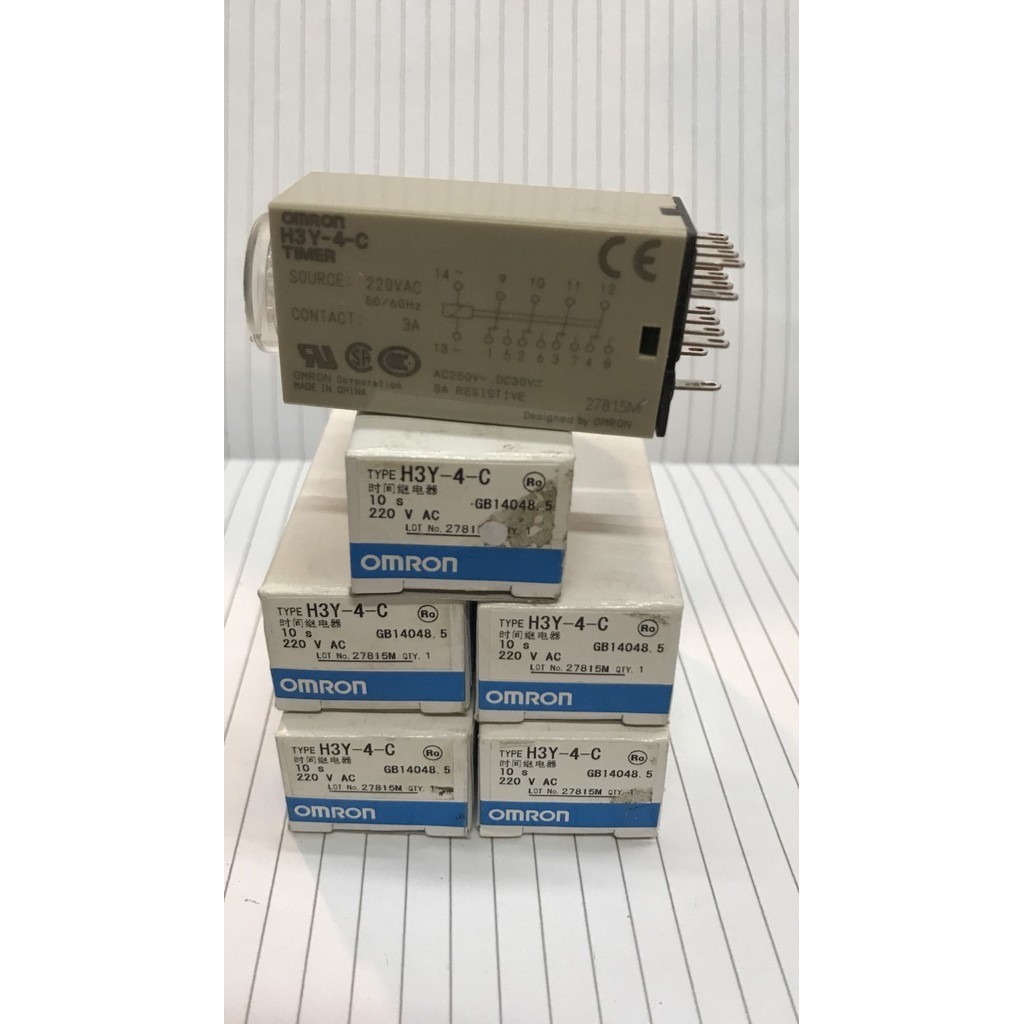 OMRON
H3Y-4-C
TIMER
SOURCE: 220VAC
50/60Hz
CONTACT: 3A
14~ 9 10 11 12
13~ 1 5 2 6 3 7 4 8
CE
OMRON Corporation
MADE IN CHINA
AC250V~, DC30V
3A RESISTIVE
27815M
Designed by OMRON
TYPE H3Y-4-C
时间继电器
10 s GB14048.5
220 V AC
LOT No. 2781 QTY. 1
OMRON
TYPE H3Y-4-C
时间继电器
10 s GB14048.5
220 V AC
LOT No. 27815M QTY. 1
OMRON
TYPE H3Y-4-C
时间继电器
10 s GB14048.5
220 V AC
LOT No. 27815M QTY. 1
OMRON
TYPE H3Y-4-C
时间继电器
10 s GB14048.5
220 V AC
LOT No. 27815M QTY. 1
OMRON
TYPE H3Y-4-C
时间继电器
10 s GB14048.5
220 V AC
LOT No. 27815M QTY. 1
OMRON